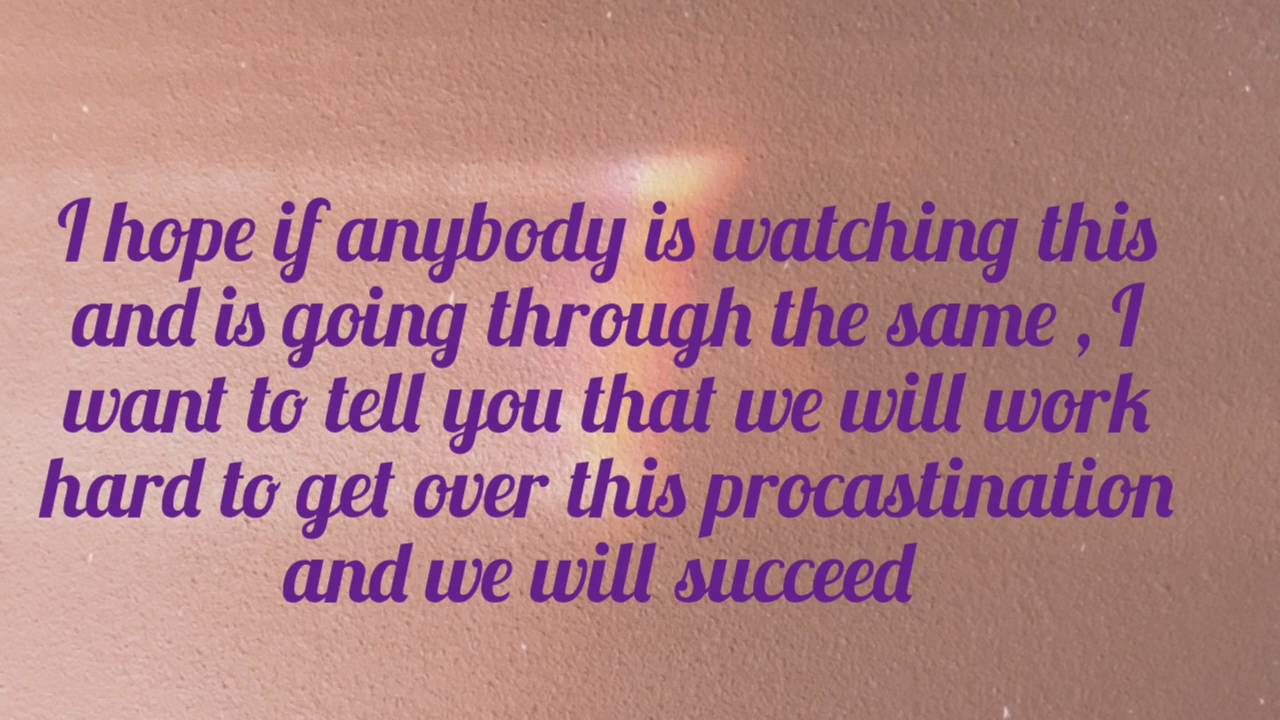 I hope if anybody is watching this
and is going through the same , I
want to tell you that we will work
hard to get over this procastination
and we will succeed